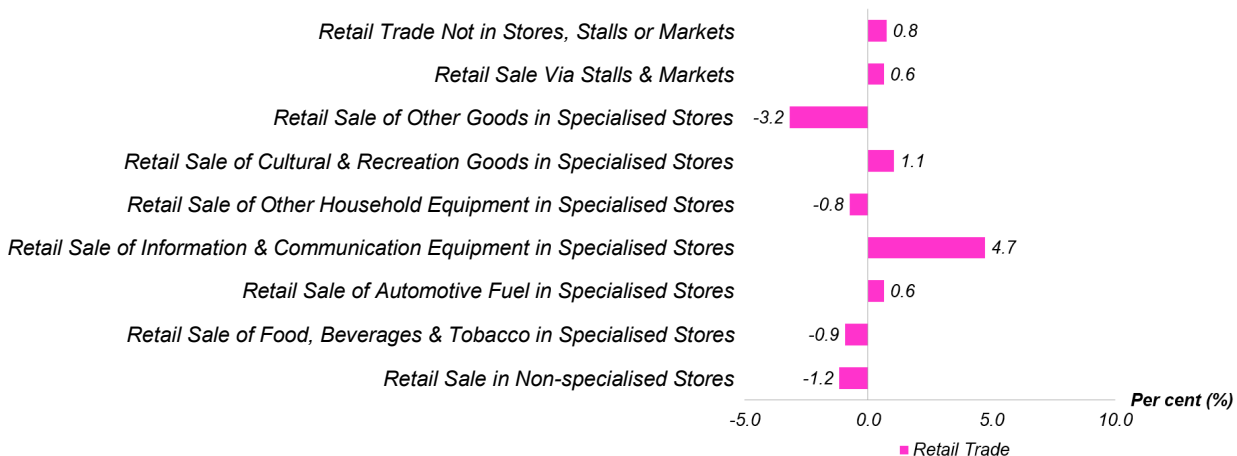 Retail Trade Not in Stores, Stalls or Markets 0.8
Retail Sale Via Stalls & Markets 0.6
Retail Sale of Other Goods in Specialised Stores -3.2
Retail Sale of Cultural & Recreation Goods in Specialised Stores 1.1
Retail Sale of Other Household Equipment in Specialised Stores -0.8
Retail Sale of Information & Communication Equipment in Specialised Stores 4.7
Retail Sale of Automotive Fuel in Specialised Stores 0.6
Retail Sale of Food, Beverages & Tobacco in Specialised Stores -0.9
Retail Sale in Non-specialised Stores -1.2
Per cent (%)
-5.0 0.0 5.0 10.0
Retail Trade